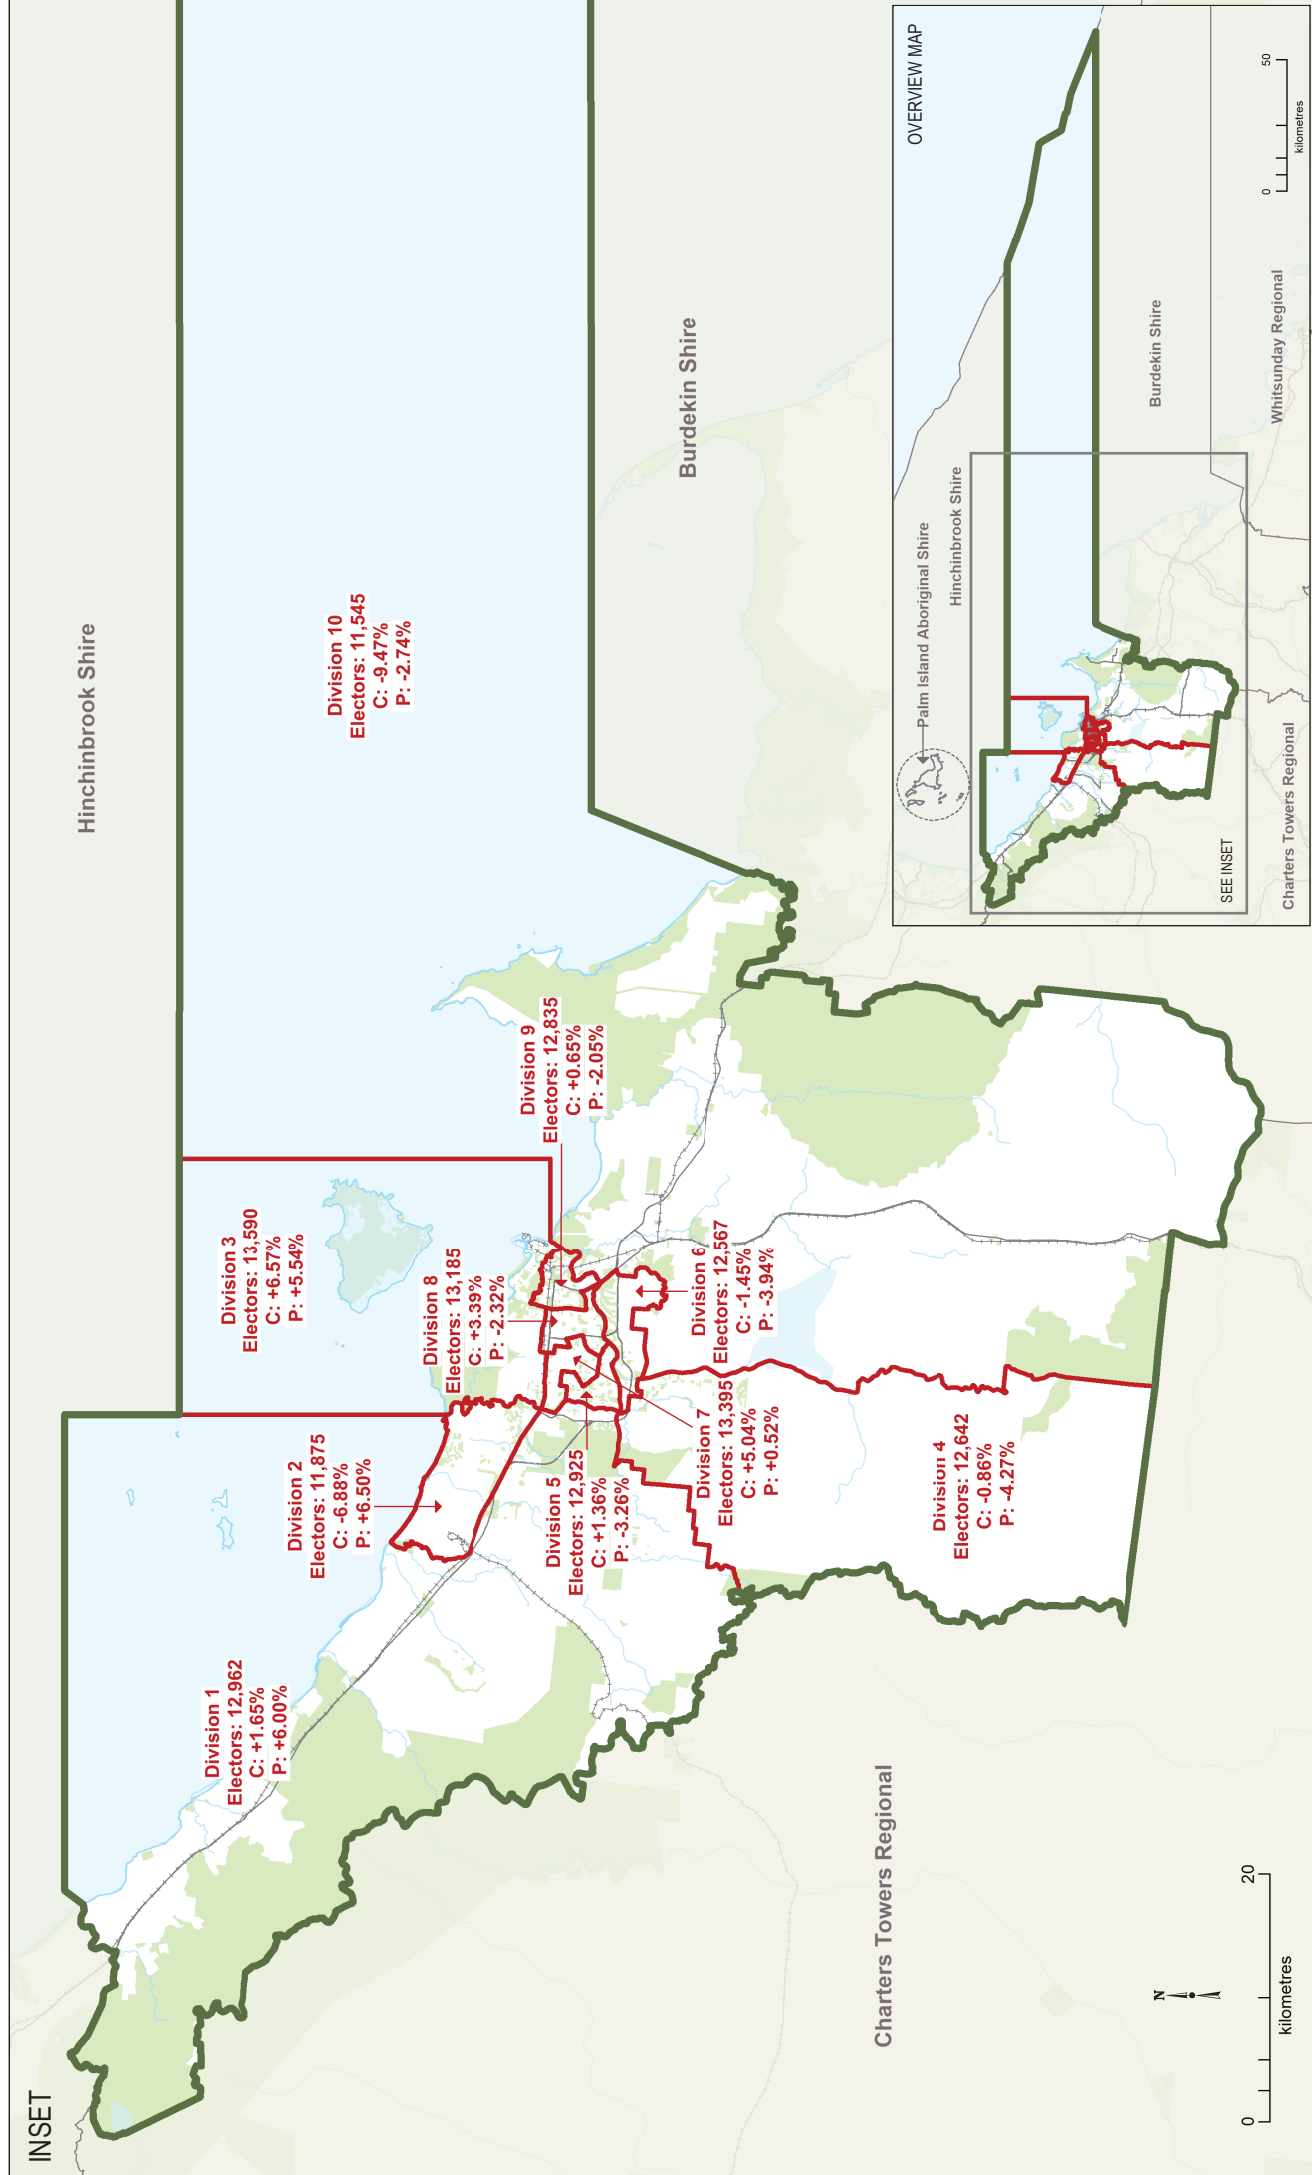 INSET
Hinchinbrook Shire
Division 1
Electors: 12,962
C: +1.65%
P: +6.00%
Division 2
Electors: 11,875
C: -6.88%
P: +6.50%
Division 3
Electors: 13,590
C: +6.57%
P: +5.54%
Division 10
Electors: 11,545
C: -9.47%
P: -2.74%
Division 8
Electors: 13,185
C: +3.39%
P: -2.32%
Division 9
Electors: 12,835
C: +0.65%
P: -2.05%
Division 5
Electors: 12,925
C: +1.36%
P: -3.26%
Division 7
Electors: 13,395
C: +5.04%
P: +0.52%
Division 6
Electors: 12,567
C: -1.45%
P: -3.94%
Division 4
Electors: 12,642
C: -0.86%
P: -4.27%
Burdekin Shire
Charters Towers Regional
N
0 20
kilometres
OVERVIEW MAP
Palm Island Aboriginal Shire
Hinchinbrook Shire
Burdekin Shire
SEE INSET
Whitsunday Regional
Charters Towers Regional
0 50
kilometres